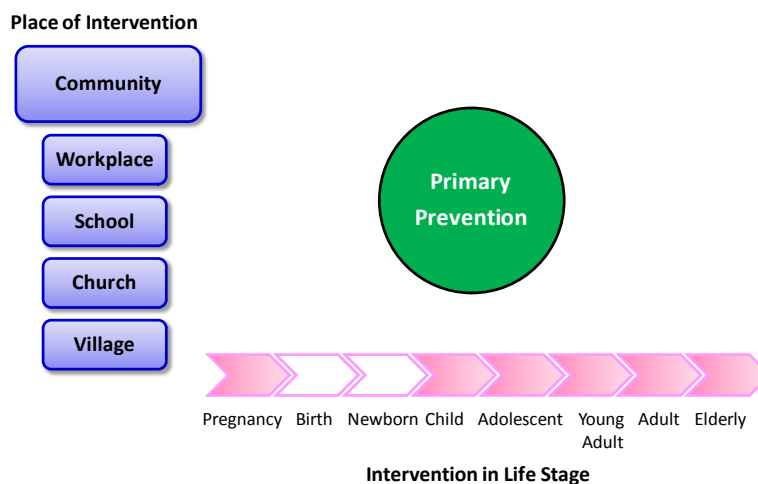 Place of Intervention
Community
Workplace
School
Church
Village
Primary
Prevention
Pregnancy Birth Newborn Child Adolescent Young Adult Elderly
Adult
Intervention in Life Stage